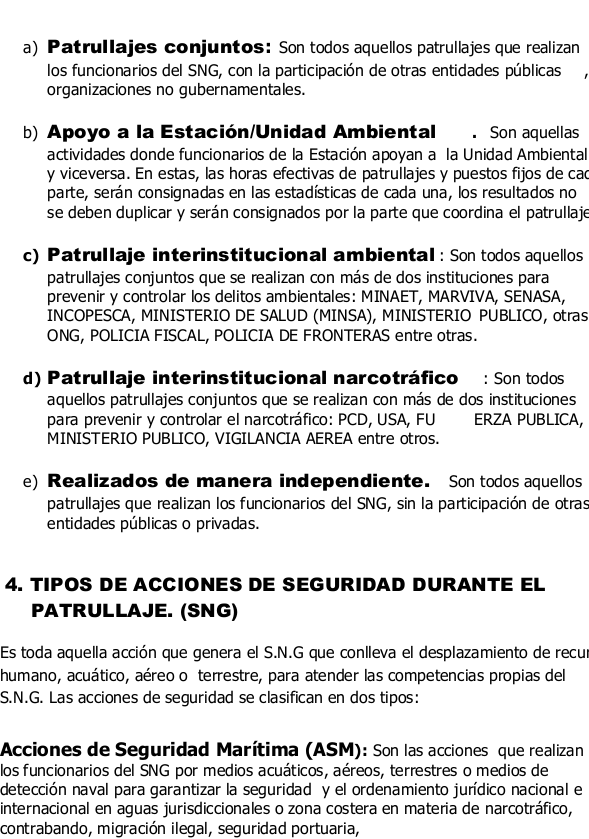 a) Patrullajes conjuntos: Son todos aquellos patrullajes que realizan
los funcionarios del SNG, con la participación de otras entidades públicas ,
organizaciones no gubernamentales.
b) Apoyo a la Estación/Unidad Ambiental . Son aquellas
actividades donde funcionarios de la Estación apoyan a la Unidad Ambiental
y viceversa. En estas, las horas efectivas de patrullajes y puestos fijos de
parte, serán consignadas en las estadísticas de cada una, los resultados no
se deben duplicar y serán consignados por la parte que coordina el patrullaje
c) Patrullaje interinstitucional ambiental : Son todos aquellos
patrullajes conjuntos que se realizan con más de dos instituciones para
prevenir y controlar los delitos ambientales: MINAET, MARVIVA, SENASA,
INCOPESCA, MINISTERIO DE SALUD (MINSA), MINISTERIO PUBLICO, otras
ONG, POLICIA FISCAL, POLICIA DE FRONTERAS entre otras.
d) Patrullaje interinstitucional narcotráfico : Son todos
aquellos patrullajes conjuntos que se realizan con más de dos instituciones
para prevenir y controlar el narcotráfico: PCD, USA, FU ERZA PUBLICA,
MINISTERIO PUBLICO, VIGILANCIA AEREA entre otros.
e) Realizados de manera independiente. Son todos aquellos
patrullajes que realizan los funcionarios del SNG, sin la participación de otras
entidades públicas o privadas.
4. TIPOS DE ACCIONES DE SEGURIDAD DURANTE EL
PATRULLAJE. (SNG)
Es toda aquella acción que genera el S.N.G que conlleva el desplazamiento de
humano, acuático, aéreo o terrestre, para atender las competencias propias del
S.N.G. Las acciones de seguridad se clasifican en dos tipos:
Acciones de Seguridad Marítima (ASM): Son las acciones que realizan
los funcionarios del SNG por medios acuáticos, aéreos, terrestres o medios de
detección naval para garantizar la seguridad y el ordenamiento jurídico nacional e
internacional en aguas jurisdiccionales o zona costera en materia de narcotráfico,
contrabando, migración ilegal, seguridad portuaria,